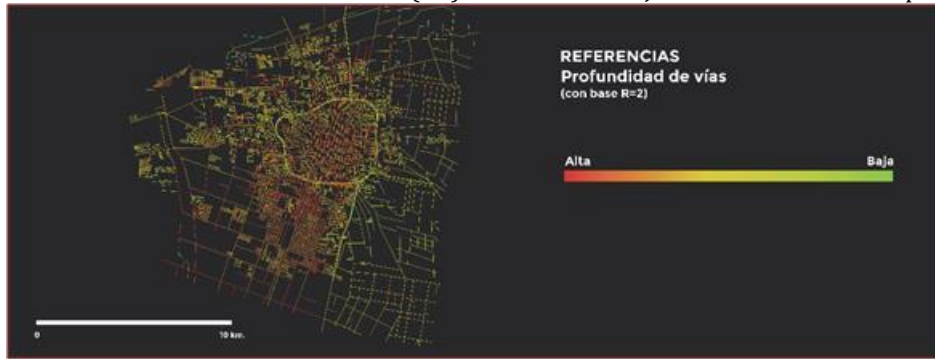 REFERENCIAS
Profundidad de vías
(con base R=2)
Alta Baja
0 10 km.